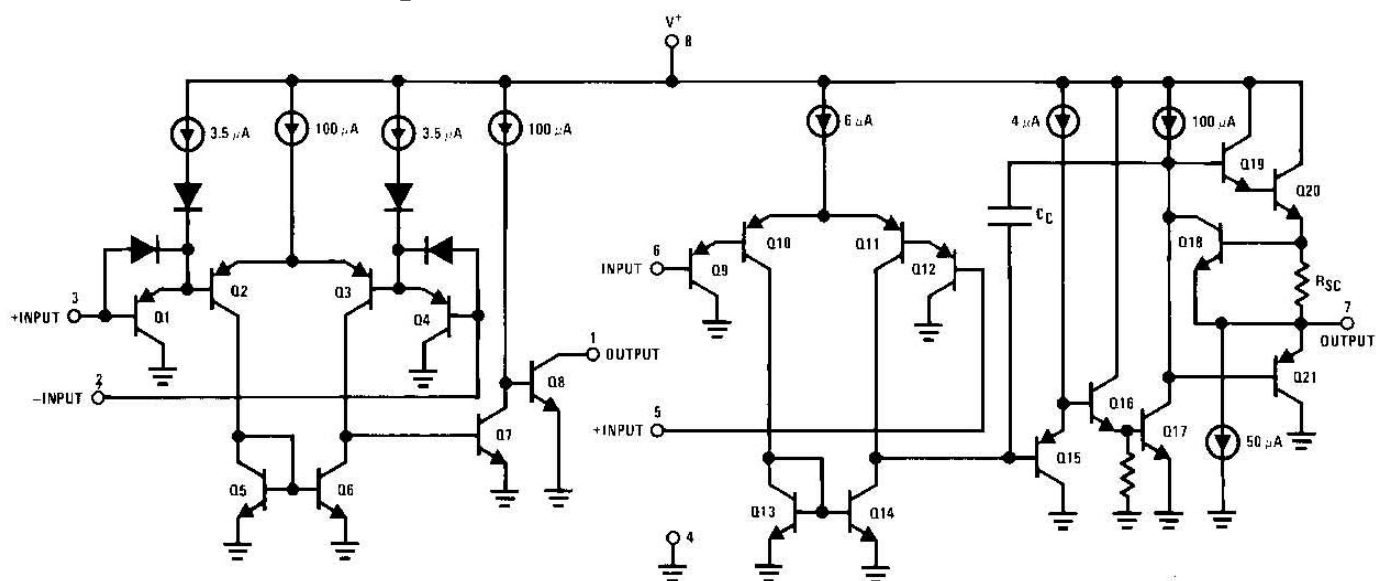 V+
8
3.5 μA
100 μA
3.5 μA
100 μA
6 μA
4 μA
100 μA
Q19
Q20
CC
Q10
Q11
Q18
6
INPUT
Q9
Q12
RSC
3
+INPUT
Q1
Q2
Q3
Q4
7
OUTPUT
1
OUTPUT
Q8
Q21
2
-INPUT
5
+INPUT
Q16
Q7
Q17
50 μA
Q15
Q5
Q6
Q13
Q14
4